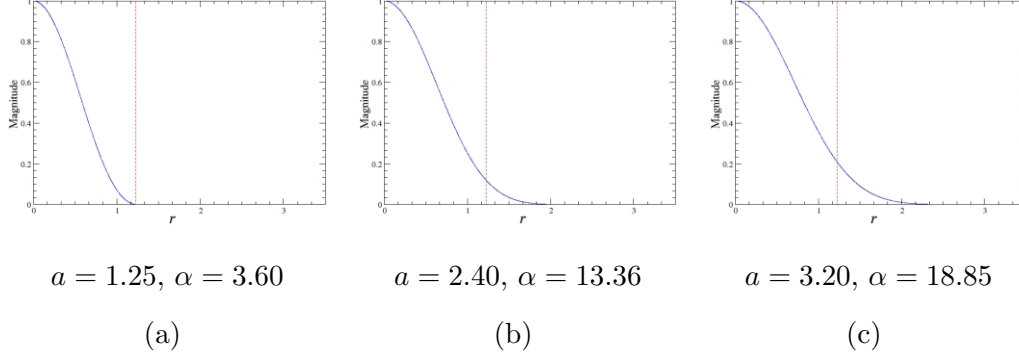 Magnitude
1
0.8
0.6
0.4
0.2
0
0 1 2 3
r
a = 1.25, α = 3.60
(a)
Magnitude
1
0.8
0.6
0.4
0.2
0
0 1 2 3
r
a = 2.40, α = 13.36
(b)
Magnitude
1
0.8
0.6
0.4
0.2
0
0 1 2 3
r
a = 3.20, α = 18.85
(c)